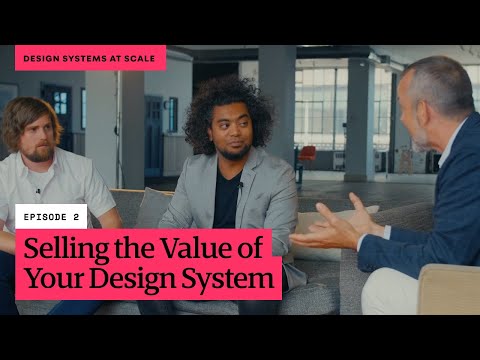 DESIGN SYSTEMS AT SCALE
EPISODE 2
Selling the Value of
Your Design System